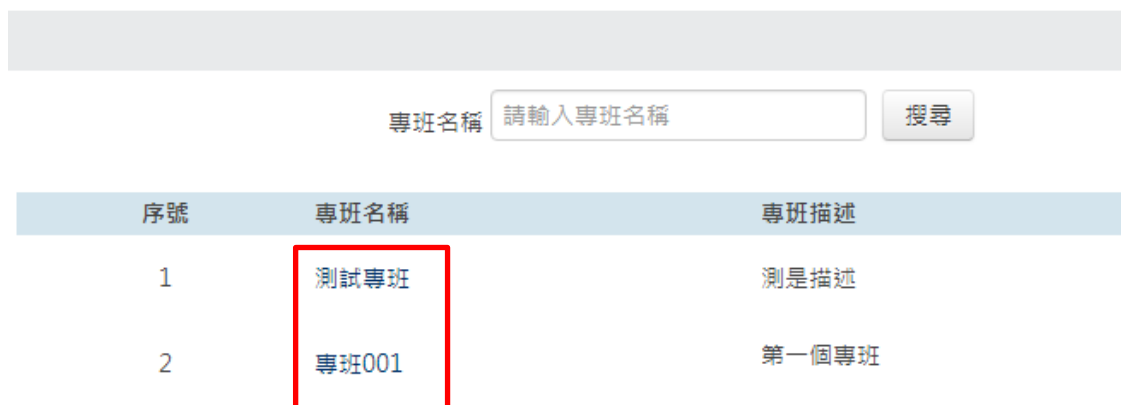 專班名稱 請輸入專班名稱 搜尋
序號 專班名稱 專班描述
1 測試專班 測是描述
2 專班001 第一個專班